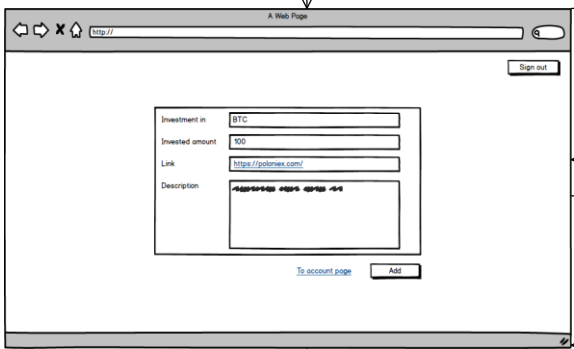 A Web Page
http://
Sign out
Investment in BTC
Invested amount 100
Link https://poloniex.com/
Description
To account page Add